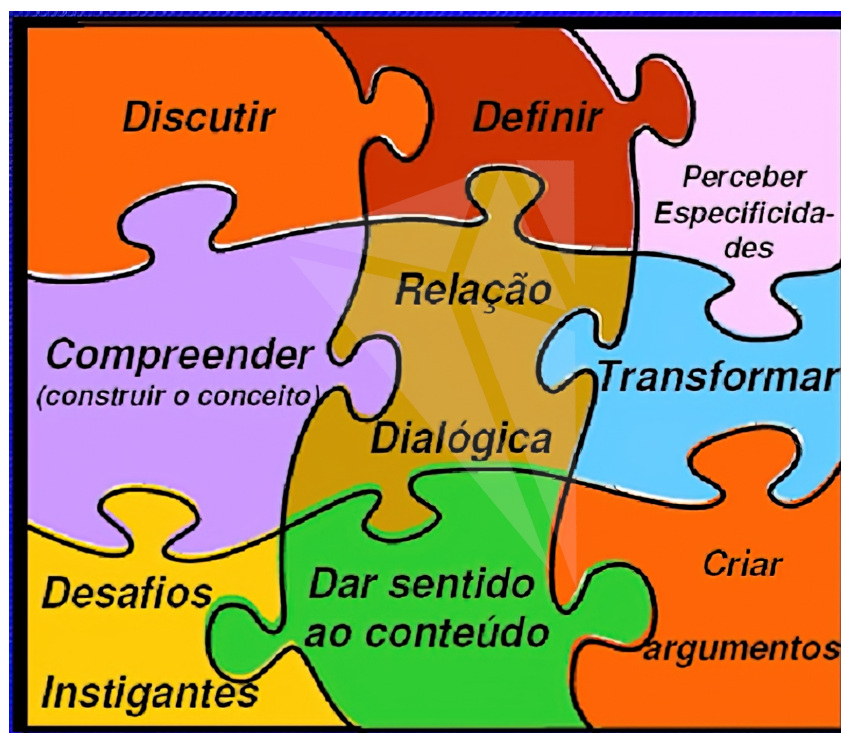 Discutir
Definir
Perceber
Especificida-
des
Compreender
(construir o conceito)
Relação
Dialógica
Transformar
Desafios
Instigantes
Dar sentido
ao conteúdo
Criar
argumentos